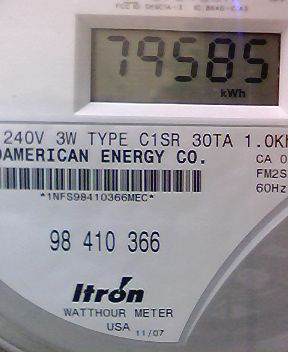 79585
kWh
240V 3W TYPE C1SR 30TA 1.0Kh
AMERICAN ENERGY CO.
CA 0
FM2S
60Hz
*1NFS98410366MEC*
98 410 366
Itron
WATTHOUR METER
USA 11/07